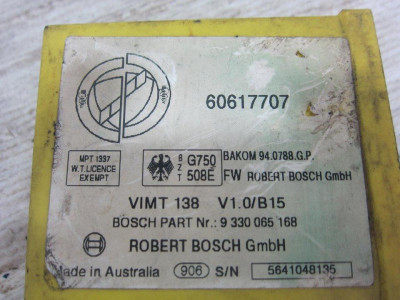 60617707
MPT 1337
W.T. LICENCE
EXEMPT
BZT
G750
508E
BAKOM 94.0788.G.P.
FW ROBERT BOSCH GmbH
VIMT 138 V1.0/B15
BOSCH PART Nr.: 9 330 065 168
ROBERT BOSCH GmbH
Made in Australia 906 S/N 5641048135